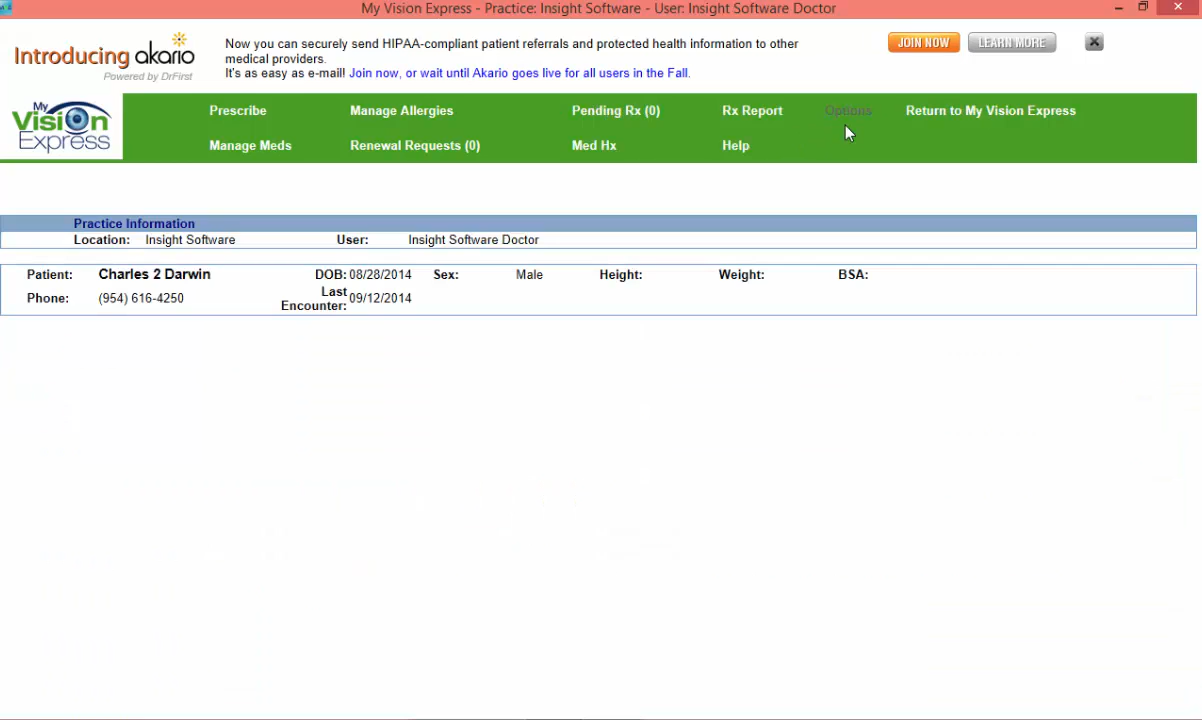 My Vision Express - Practice: Insight Software - User: Insight Software Doctor
Introducing akario
Powered by DrFirst
Now you can securely send HIPAA-compliant patient referrals and protected health information to other
medical providers.
It's as easy as e-mail! Join now, or wait until Akario goes live for all users in the Fall.
JOIN NOW LEARN MORE
My
Vision
Express
Prescribe Manage Allergies Pending Rx (0) Rx Report Options Return to My Vision Express
Manage Meds Renewal Requests (0) Med Hx Help
Practice Information
Location: Insight Software User: Insight Software Doctor
Patient: Charles 2 Darwin DOB: 08/28/2014 Sex: Male Height: Weight: BSA:
Phone: (954) 616-4250 Last Encounter: 09/12/2014